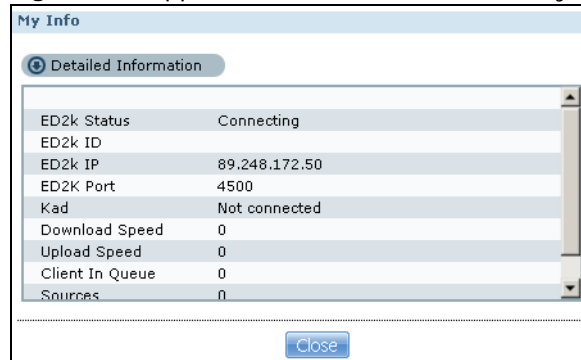 My Info
Detailed Information
ED2k Status Connecting
ED2k ID
ED2k IP 89.248.172.50
ED2K Port 4500
Kad Not connected
Download Speed 0
Upload Speed 0
Client In Queue 0
Sources 0
Close